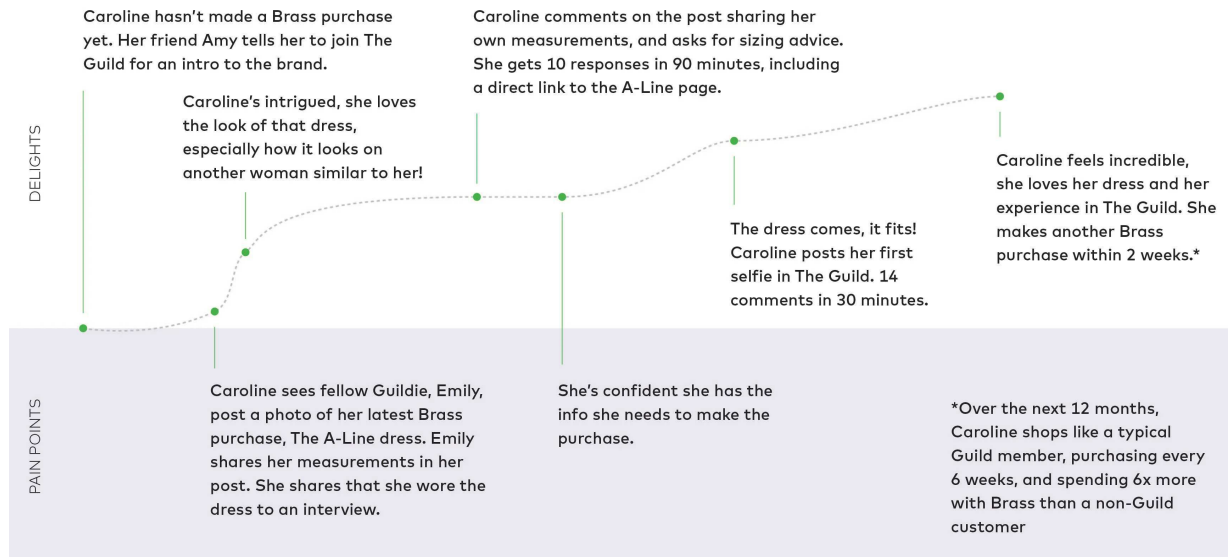 Caroline hasn't made a Brass purchase
yet. Her friend Amy tells her to join The
Guild for an intro to the brand.
Caroline's intrigued, she loves
the look of that dress,
especially how it looks on
another woman similar to her!
Caroline comments on the post sharing her
own measurements, and asks for sizing advice.
She gets 10 responses in 90 minutes, including
a direct link to the A-Line page.
DELIGHTS
The dress comes, it fits!
Caroline posts her first
selfie in The Guild. 14
comments in 30 minutes.
Caroline feels incredible,
she loves her dress and her
experience in The Guild. She
makes another Brass
purchase within 2 weeks.*
PAIN POINTS
Caroline sees fellow Guildie, Emily,
post a photo of her latest Brass
purchase, The A-Line dress. Emily
shares her measurements in her
post. She shares that she wore the
dress to an interview.
She's confident she has the
info she needs to make the
purchase.
*Over the next 12 months,
Caroline shops like a typical
Guild member, purchasing every
6 weeks, and spending 6x more
with Brass than a non-Guild
customer